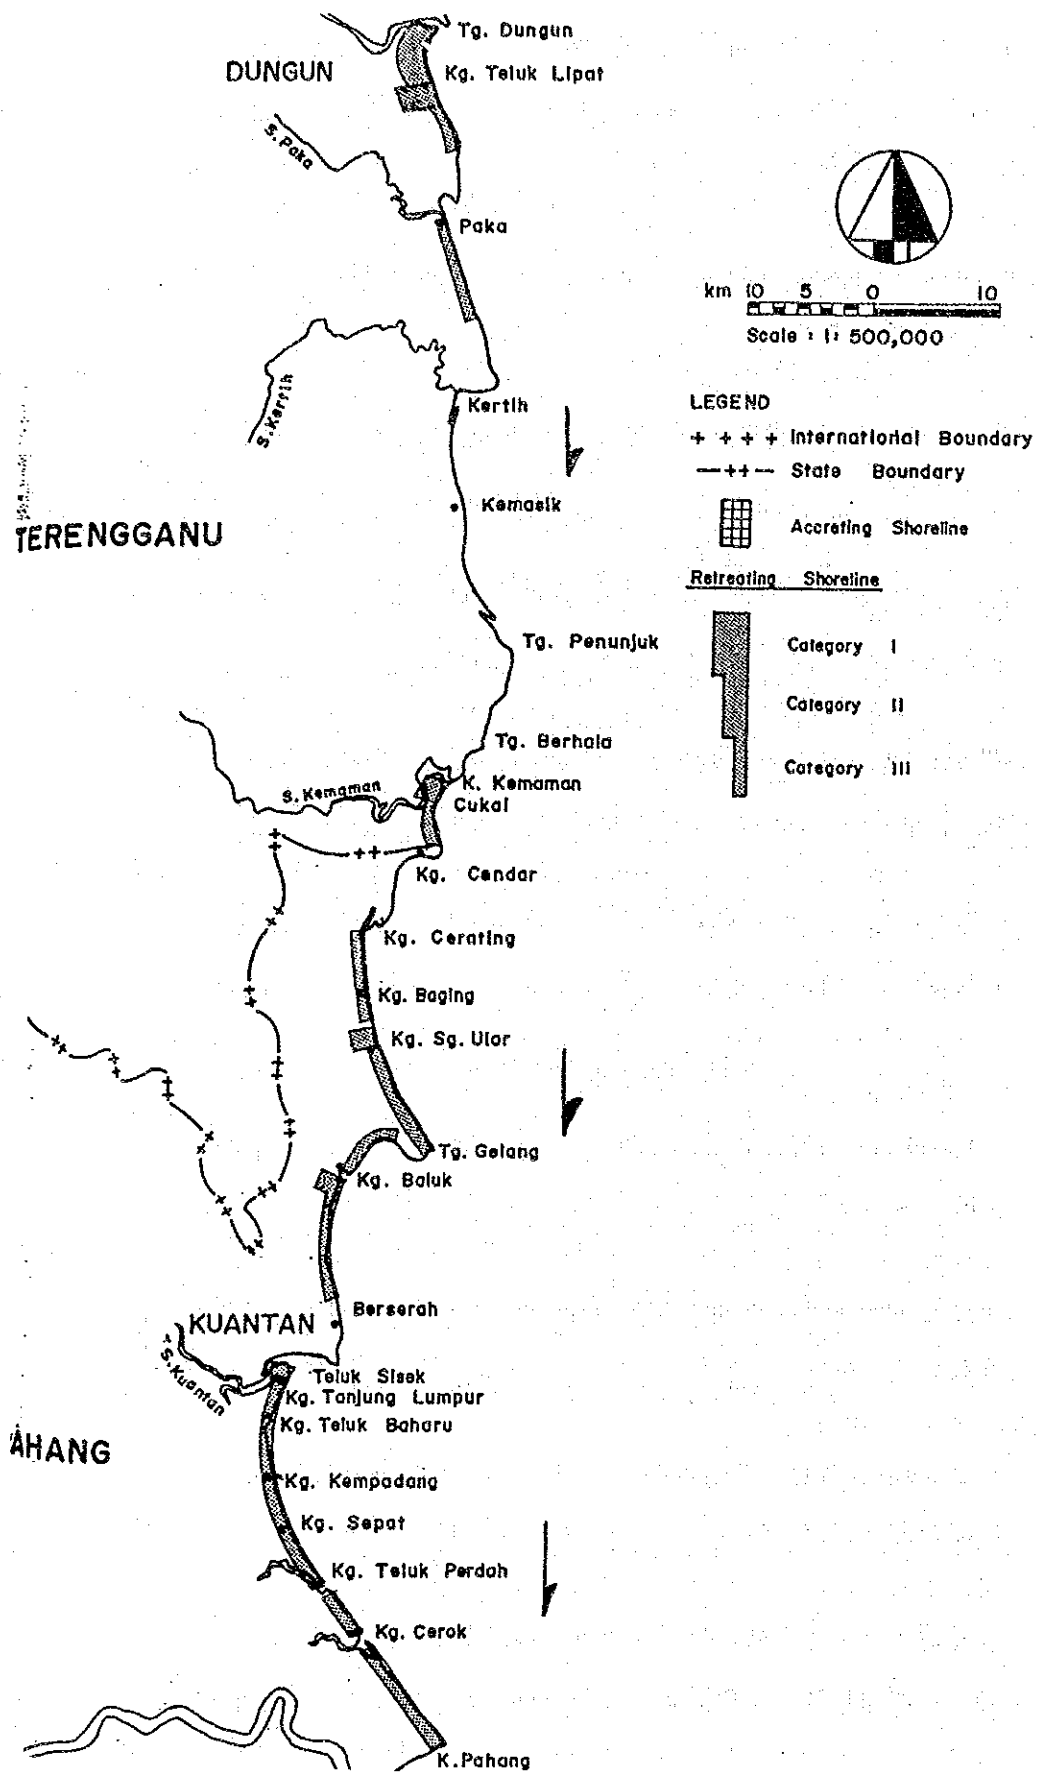 Tg. Dungun
DUNGUN
Kg. Teluk Lipat
S. Paka
Paka
km 10 5 0 10
Scale : 1: 500,000
S. Kertih
Kertih
LEGEND
+ + + + International Boundary
—++— State Boundary
Kemasik
Accreting Shoreline
TERENGGANU
Retreating Shoreline
Tg. Penunjuk
Category I
Category II
Tg. Berhala
Category III
K. Kemaman
S. Kemaman
Cukai
Kg. Cendar
Kg. Cerating
Kg. Baging
Kg. Sg. Ulor
Tg. Gelang
Kg. Baluk
Berserah
KUANTAN
S. Kuantan
Teluk Sisek
Kg. Tanjung Lumpur
Kg. Teluk Baharu
AHANG
Kg. Kempadang
Kg. Sepat
Kg. Teluk Perdah
Kg. Cerok
K. Pahang